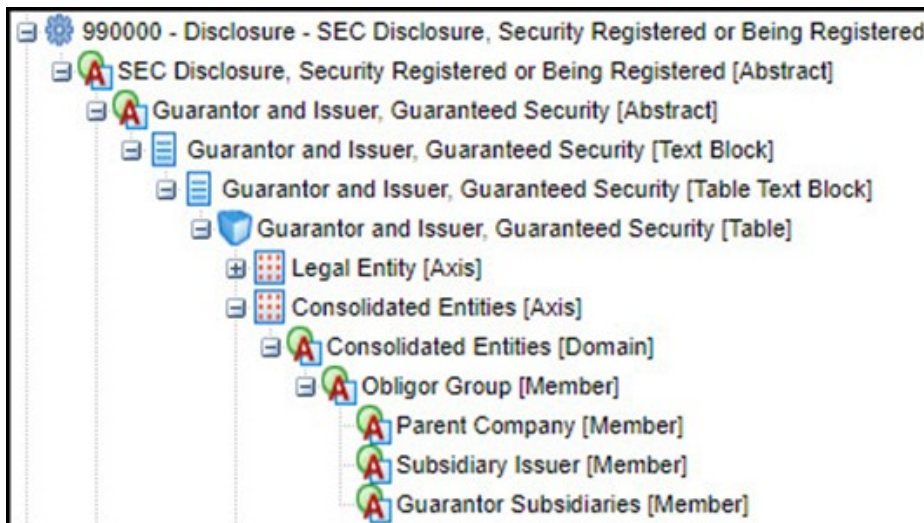 990000 - Disclosure - SEC Disclosure, Security Registered or Being Registered
SEC Disclosure, Security Registered or Being Registered [Abstract]
Guarantor and Issuer, Guaranteed Security [Abstract]
Guarantor and Issuer, Guaranteed Security [Text Block]
Guarantor and Issuer, Guaranteed Security [Table Text Block]
Guarantor and Issuer, Guaranteed Security [Table]
Legal Entity [Axis]
Consolidated Entities [Axis]
Consolidated Entities [Domain]
Obligor Group [Member]
Parent Company [Member]
Subsidiary Issuer [Member]
Guarantor Subsidiaries [Member]